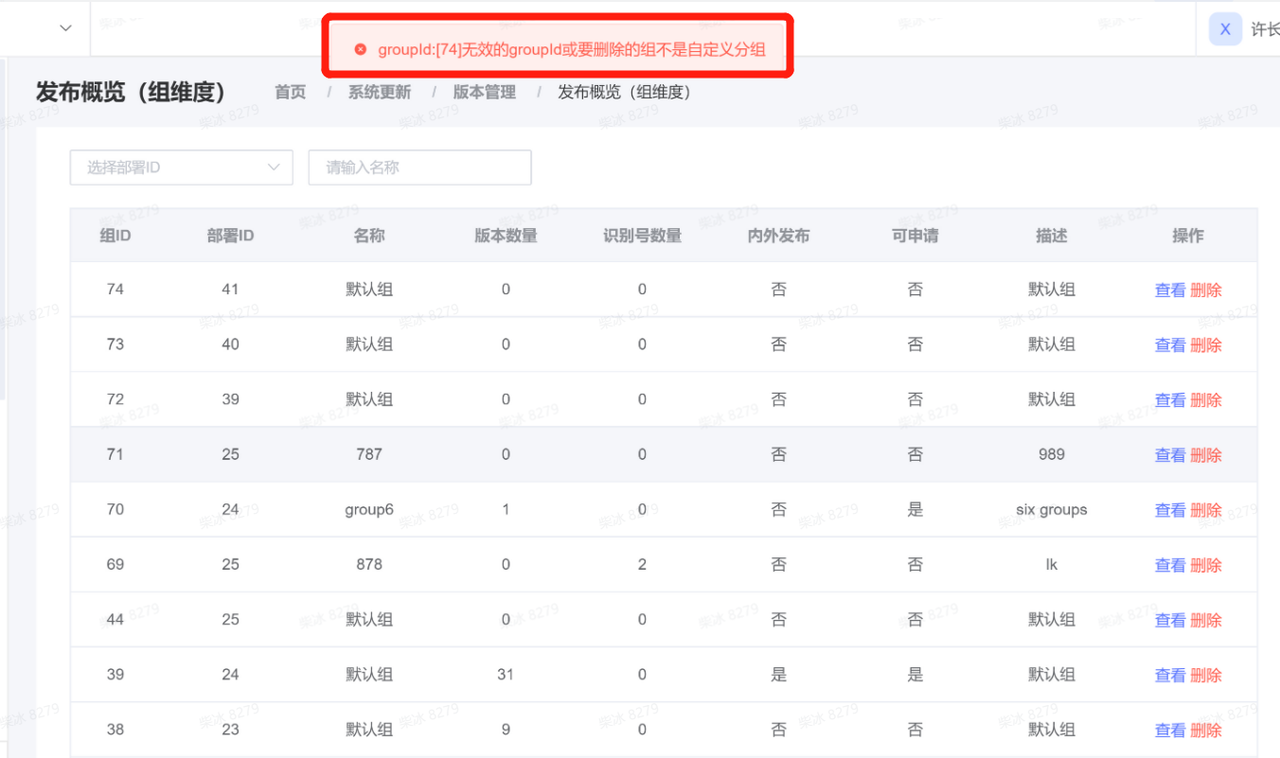 groupId:[74]无效的groupId或要删除的组不是自定义分组
X 许长
发布概览（组维度） 首页 / 系统更新 / 版本管理 / 发布概览（组维度）
选择部署ID 请输入名称
组ID 部署ID 名称 版本数量 识别号数量 内外发布 可申请 描述 操作
74 41 默认组 0 0 否 否 默认组 查看 删除
73 40 默认组 0 0 否 否 默认组 查看 删除
72 39 默认组 0 0 否 否 默认组 查看 删除
71 25 787 0 0 否 否 989 查看 删除
70 24 group6 1 0 否 是 six groups 查看 删除
69 25 878 0 2 否 否 lk 查看 删除
44 25 默认组 0 0 否 否 默认组 查看 删除
39 24 默认组 31 0 是 是 默认组 查看 删除
38 23 默认组 9 0 否 否 默认组 查看 删除
柴冰 8279